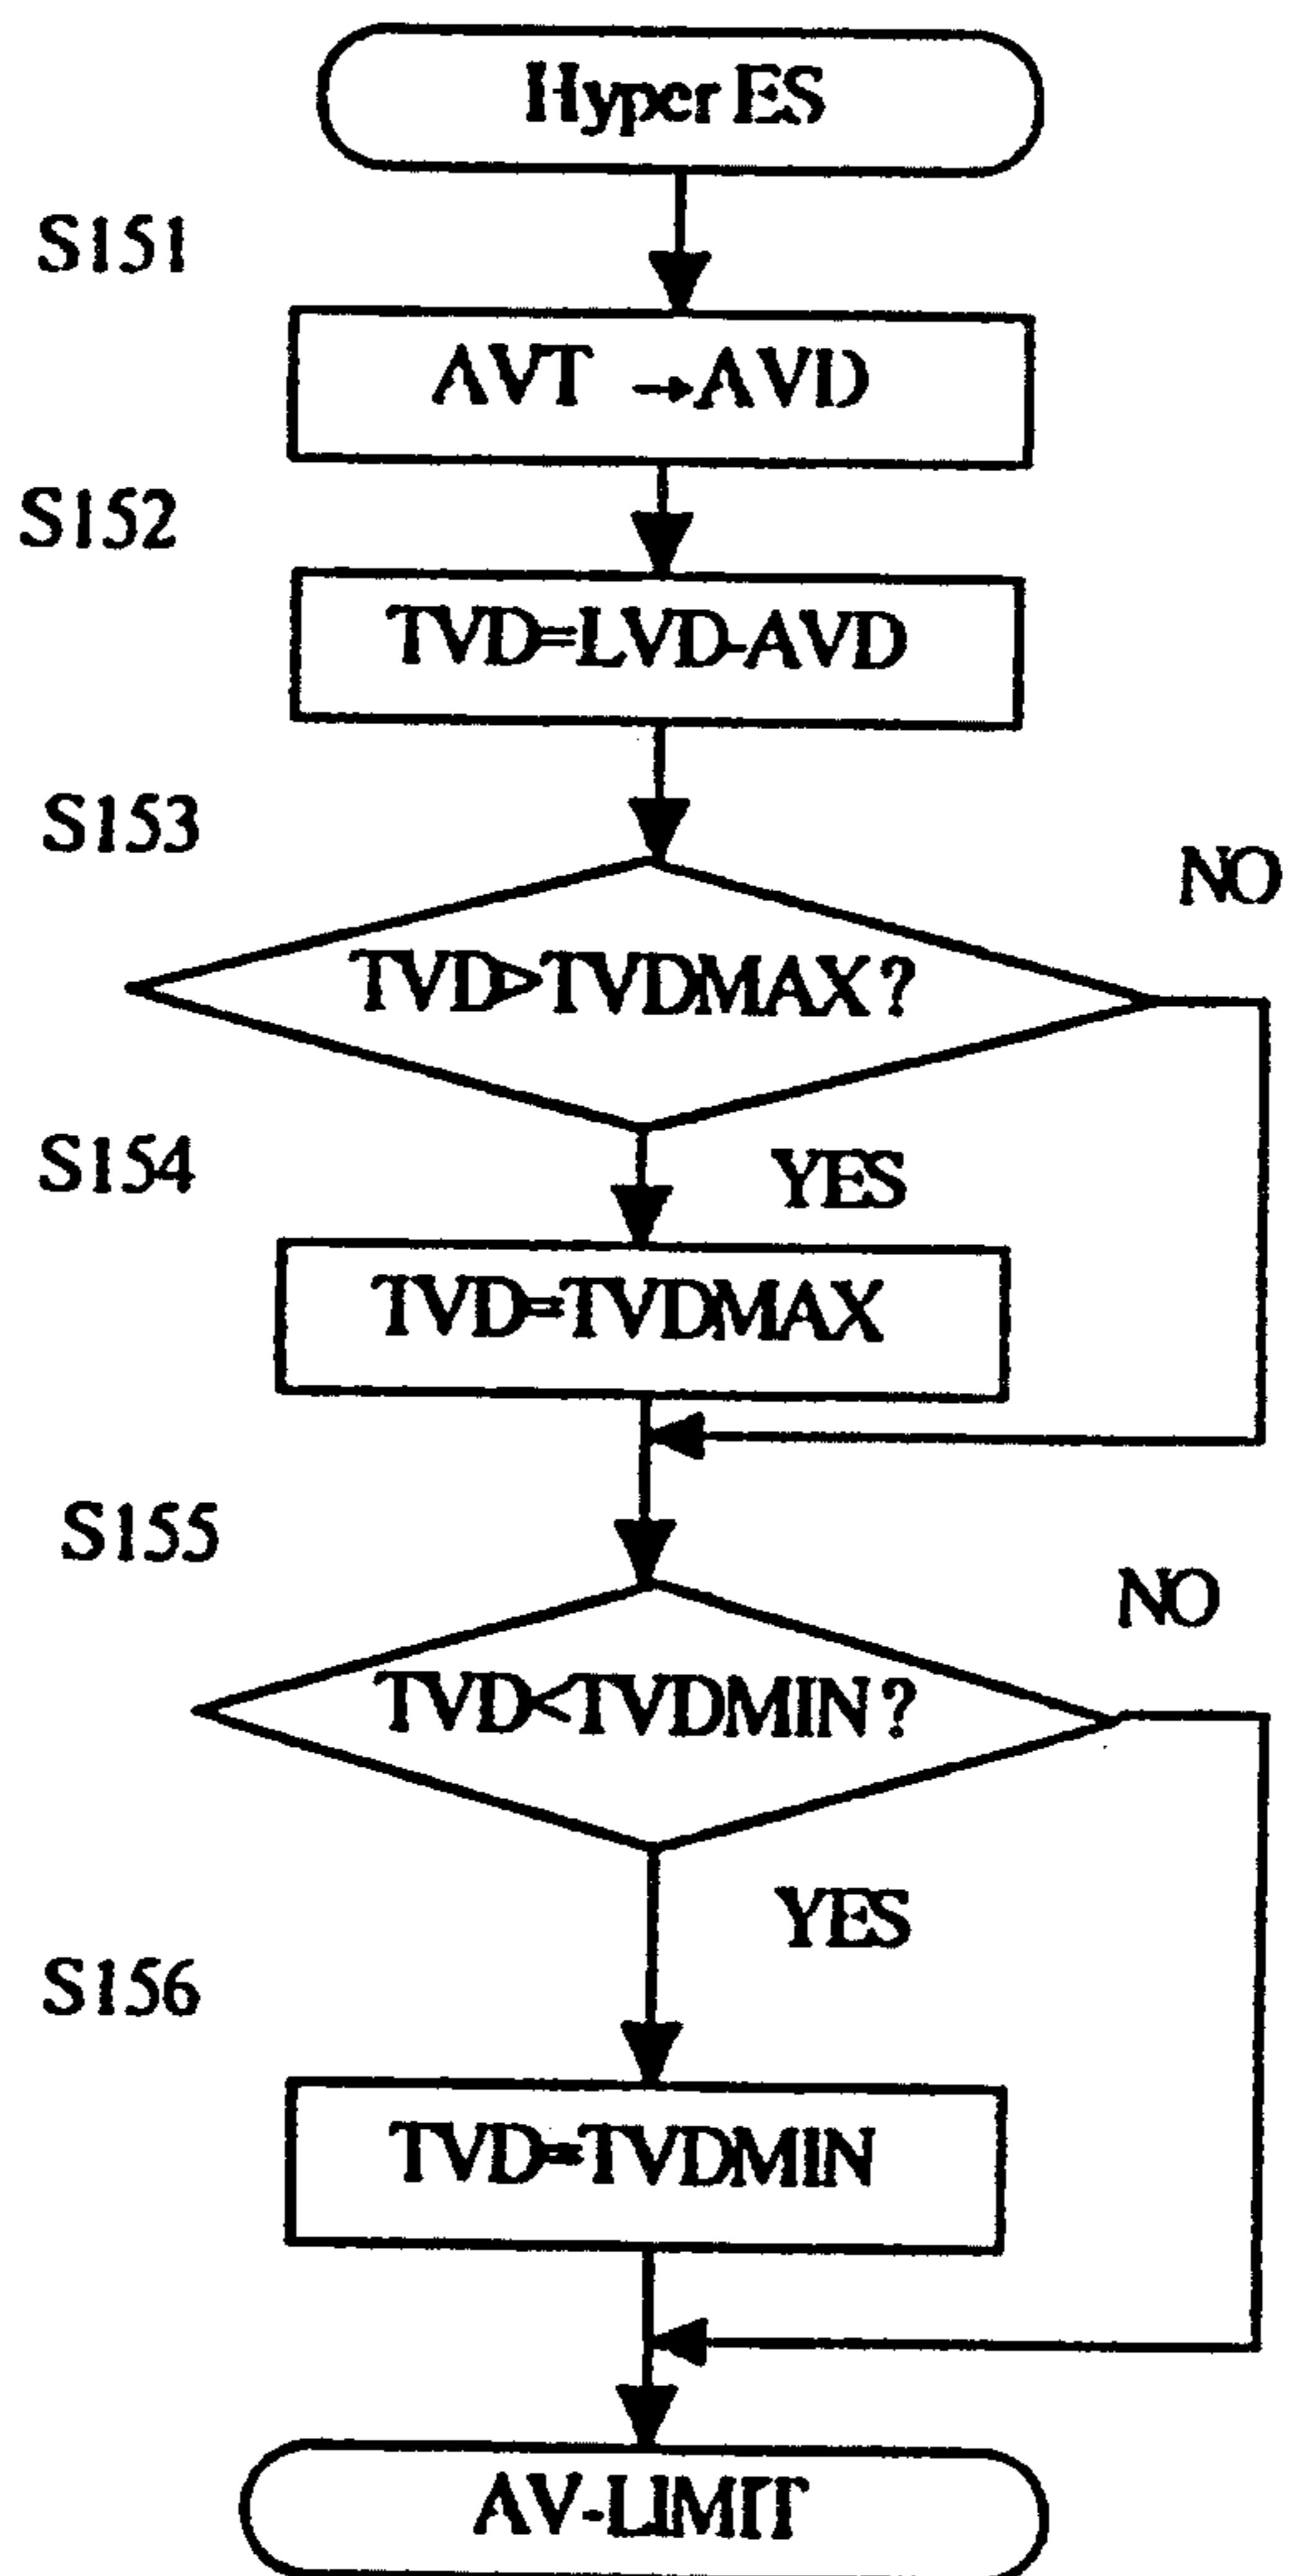 Hyper ES
S151
AVT →AVD
S152
TVD=LVD-AVD
S153
NO
TVD>TVDMAX?
S154
YES
TVD=TVDMAX
S155
NO
TVD<TVDMIN?
YES
S156
TVD=TVDMIN
AV-LIMIT